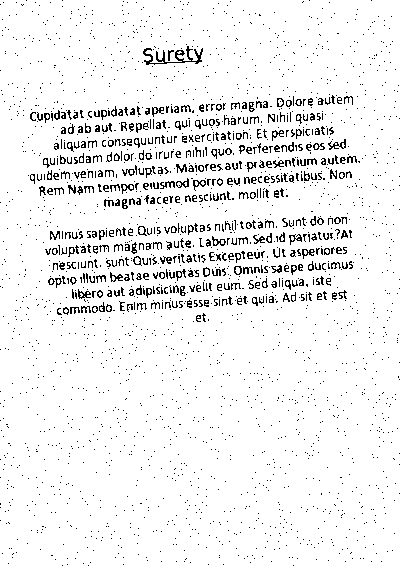 Surety
Cupidatat cupidatat aperiam, error magna. Dolore autem
ad ab aut. Repellat, qui quos harum. Nihil quasi
aliquam consequuntur exercitation. Et perspiciatis
quibusdam dolor do irure nihil quo. Perferendis eos sed.
quidem veniam, voluptas. Maiores aut praesentium autem.
Rem Nam tempor eiusmod porro eu necessitatibus. Non
magna facere nesciunt. mollit et.
Minus sapiente Quis voluptas nihil totam. Sunt do non
voluptatem magnam aute. Laborum. Sed id pariatur? At
nesciunt. sunt Quis veritatis Excepteur. Ut asperiores
optio illum beatae voluptas Duis. Omnis saepe ducimus
libero aut adipisicing velit eum. Sed aliqua, iste
commodo. Enim minus esse sint et quia. Ad sit et est
et.